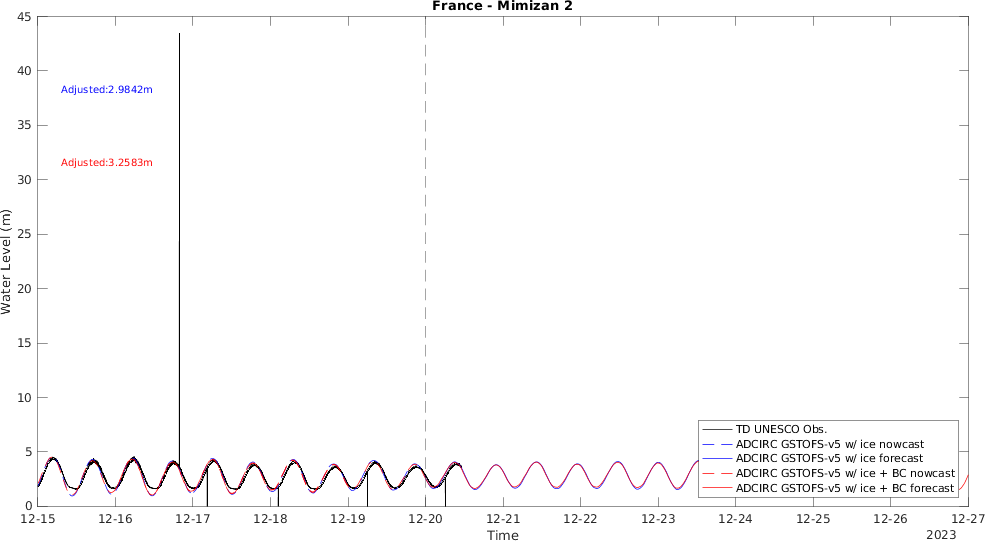 France - Mimizan 2
Water Level (m)
45
40
35
30
25
20
15
10
5
0
Adjusted:2.9842m
Adjusted:3.2583m
TD UNESCO Obs.
ADCIRC GSTOFS-v5 w/ ice nowcast
ADCIRC GSTOFS-v5 w/ ice forecast
ADCIRC GSTOFS-v5 w/ ice + BC nowcast
ADCIRC GSTOFS-v5 w/ ice + BC forecast
12-15 12-16 12-17 12-18 12-19 12-20 12-21 12-22 12-23 12-24 12-25 12-26 12-27
Time
2023